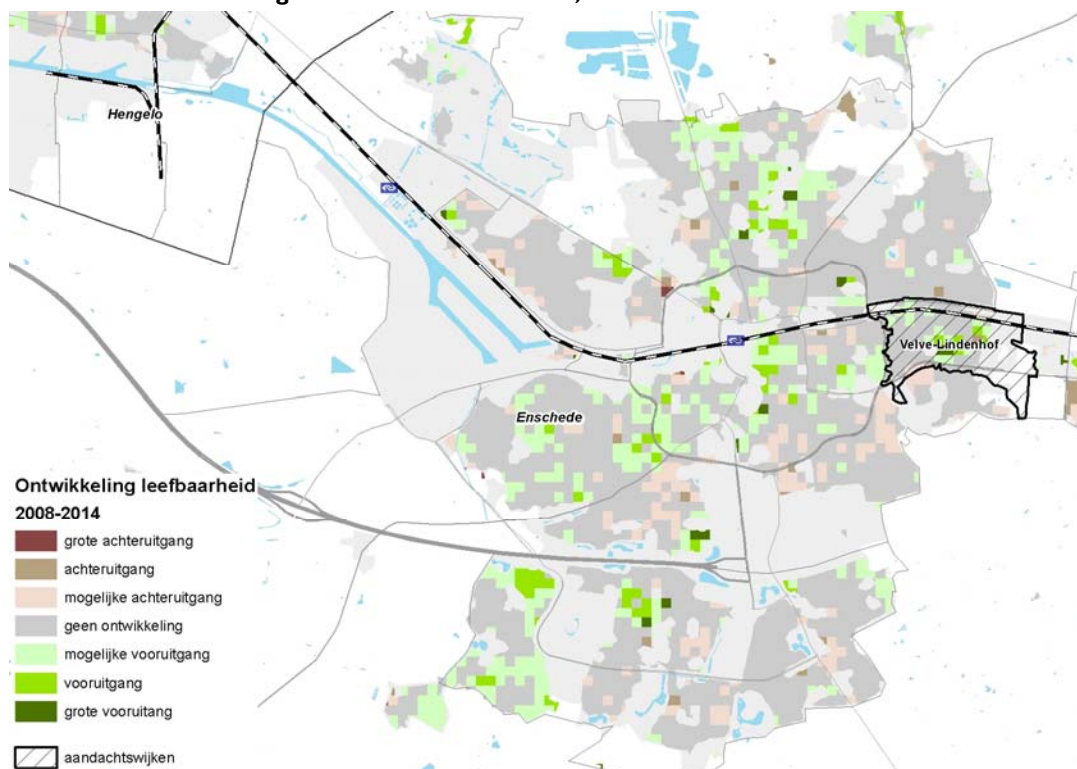 Hengelo
Velve-Lindenhof
Enschede
Ontwikkeling leefbaarheid
2008-2014
grote achteruitgang
achteruitgang
mogelijke achteruitgang
geen ontwikkeling
mogelijke vooruitgang
vooruitgang
grote vooruitang
aandachtswijken